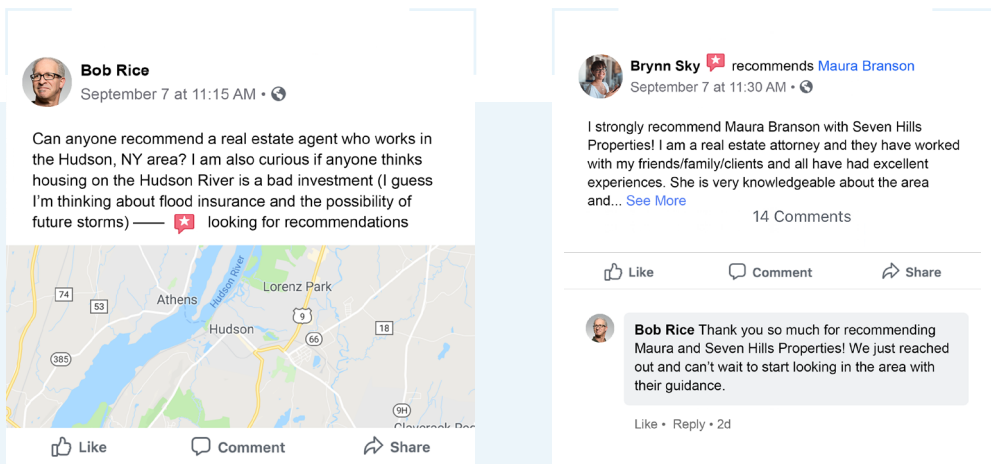 Bob Rice
September 7 at 11:15 AM •
Can anyone recommend a real estate agent who works in
the Hudson, NY area? I am also curious if anyone thinks
housing on the Hudson River is a bad investment (I guess
I'm thinking about flood insurance and the possibility of
future storms) —— looking for recommendations
Hudson River
Lorenz Park
74
Athens
53
9
Hudson
18
66
385
9H
Like Comment Share
Brynn Sky recommends Maura Branson
September 7 at 11:30 AM •
I strongly recommend Maura Branson with Seven Hills
Properties! I am a real estate attorney and they have worked
with my friends/family/clients and all have had excellent
experiences. She is very knowledgeable about the area
and... See More
14 Comments
Like Comment Share
Bob Rice Thank you so much for recommending
Maura and Seven Hills Properties! We just reached
out and can't wait to start looking in the area with
their guidance.
Like • Reply • 2d